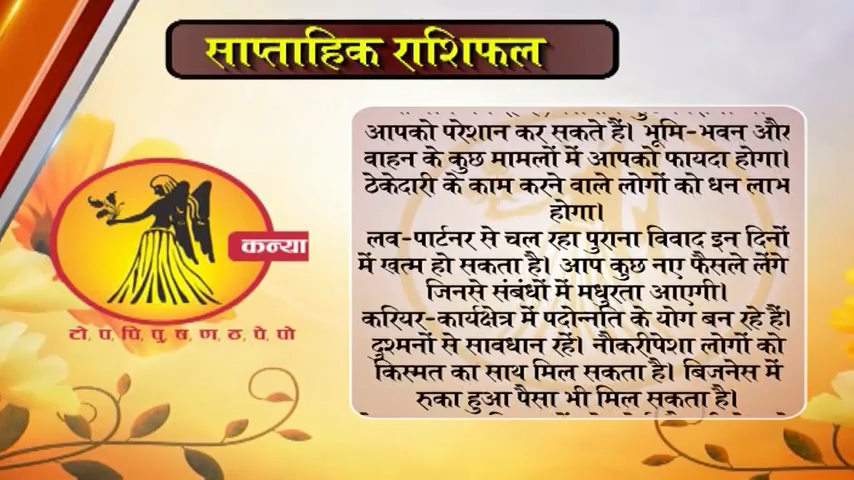 साप्ताहिक राशिफल
आपको परेशान कर सकते हैं। भूमि-भवन और
वाहन के कुछ मामलों में आपको फायदा होगा।
ठेकेदारी के काम करने वाले लोगों को धन लाभ
होगा।
लव-पार्टनर से चल रहा पुराना विवाद इन दिनों
में खत्म हो सकता है। आप कुछ नए फैसले लेंगे
जिनसे संबंधों में मधुरता आएगी।
करियर-कार्यक्षेत्र में पदोन्नति के योग बन रहे हैं।
दुश्मनों से सावधान रहें। नौकरीपेशा लोगों को
किस्मत का साथ मिल सकता है। बिजनेस में
रुका हुआ पैसा भी मिल सकता है।
कन्या
टो, प, पि, पु, ष, ण, ठ, पे, पो